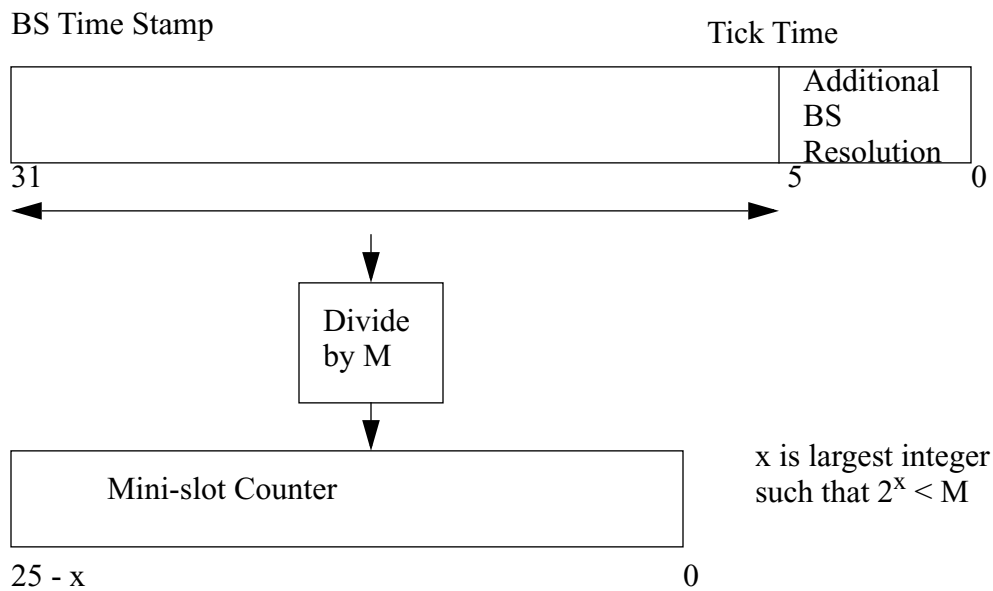 BS Time Stamp
Tick Time
Additional
BS
Resolution
31
5
0
Divide
by M
Mini-slot Counter
x is largest integer
such that 2^x < M
25 - x
0